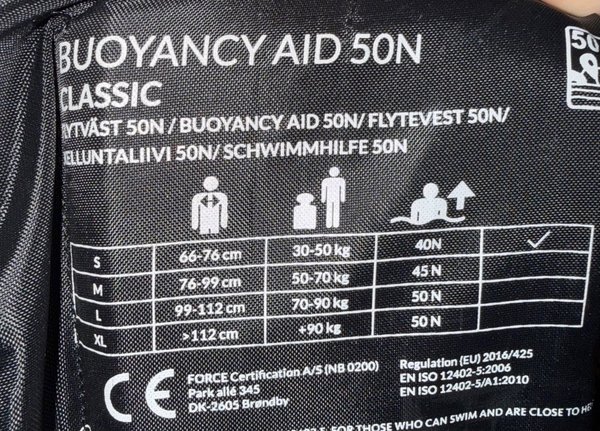 BUOYANCY AID 50N
50
CLASSIC
FLYTVÄST 50N / BUOYANCY AID 50N/ FLYTEVEST 50N/
KELLUNTALIIVI 50N/ SCHWIMMHILFE 50N
S 66-76 cm 30-50 kg 40N ✓
M 76-99 cm 50-70 kg 45 N
L 99-112 cm 70-90 kg 50 N
XL >112 cm +90 kg 50 N
CE
FORCE Certification A/S (NB 0200)
Park allé 345
DK-2605 Brøndby
Regulation (EU) 2016/425
EN ISO 12402-5:2006
EN ISO 12402-5/A1:2010
FOR THOSE WHO CAN SWIM AND ARE CLOSE TO